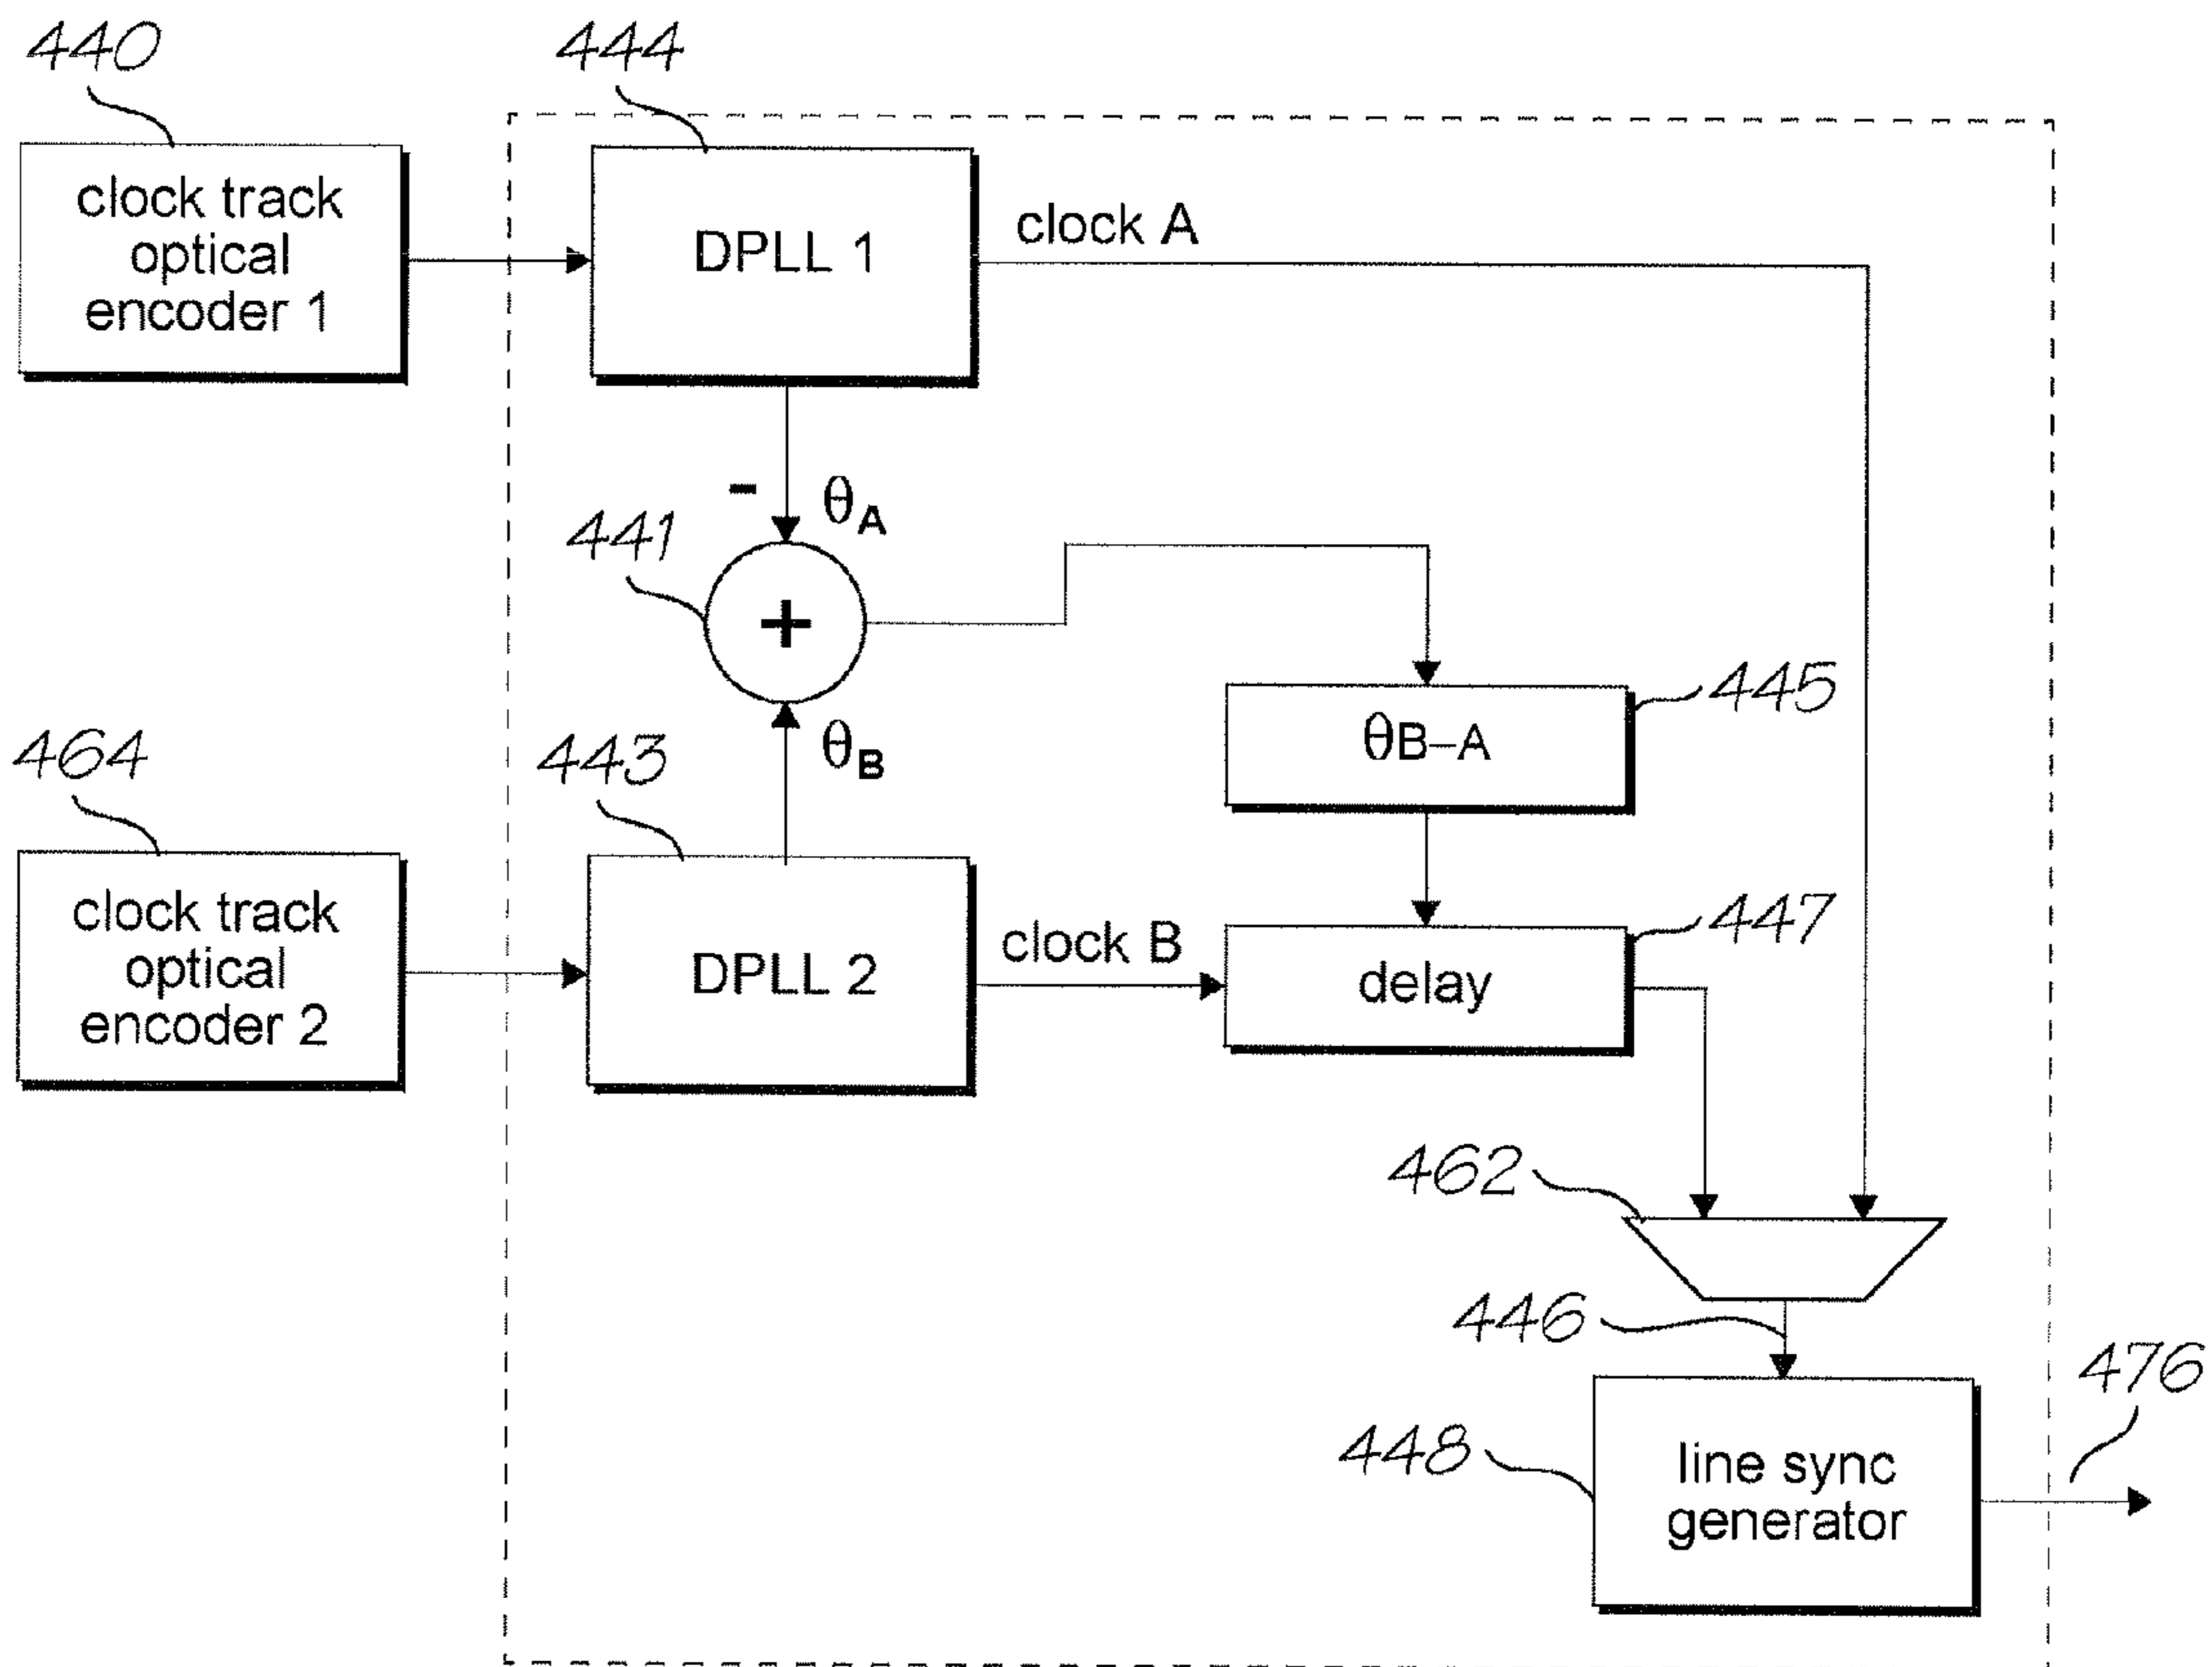 440
444
clock track
optical
encoder 1
DPLL 1
clock A
-
θA
441
+
445
θB–A
θB
464
443
clock track
optical
encoder 2
DPLL 2
clock B
447
delay
462
446
476
448
line sync
generator